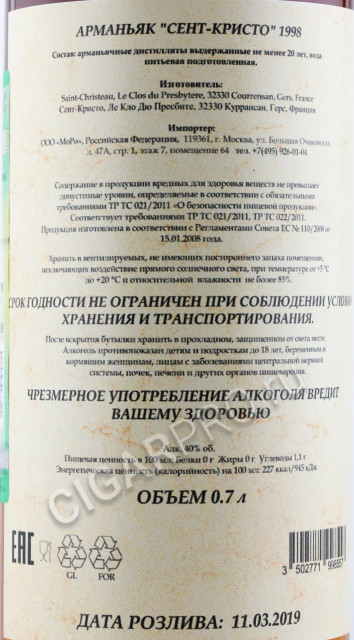 АРМАНЬЯК "СЕНТ-КРИСТО" 1998
Состав: арманьячные дистилляты выдержанные не менее 20 лет, вода
питьевая подготовленная.
Изготовитель:
Saint-Christeau, Le Clos du Presbytere, 32330 Courrensan, Gers, France
Сент-Кристо, Ле Кло Дю Пресбите, 32330 Куррансан, Герс, Франция
Импортер:
ООО «МоРо», Российская Федерация, 119361, г. Москва, ул. Большая Очаковская,
д. 47А, стр. 1, этаж 7, помещение 64 тел. +7(495) 926-01-04
Содержание в продукции вредных для здоровья веществ не превышает
допустимые уровни, определяемые в соответствии с обязательными
требованиями ТР ТС 021/2011 «О безопасности пищевой продукции».
Соответствует требованиям ТР ТС 021/2011, ТР ТС 022/2011.
Продукция изготовлена в соответствии с Регламентами Совета ЕС № 110/2008 от
15.01.2008 года.
Хранить в вентилируемых, не имеющих постороннего запаха помещениях,
исключающих воздействие прямого солнечного света, при температуре от +5 °С
до +20 °С и относительной влажности не более 85%.
СРОК ГОДНОСТИ НЕ ОГРАНИЧЕН ПРИ СОБЛЮДЕНИИ УСЛОВИЙ
ХРАНЕНИЯ И ТРАНСПОРТИРОВАНИЯ.
После вскрытия бутылки хранить в прохладном, защищенном от света месте.
Алкоголь противопоказан детям и подросткам до 18 лет, беременным и
кормящим женщинам, лицам с заболеваниями центральной нервной
системы, почек, печени и других органов пищеварения.
ЧРЕЗМЕРНОЕ УПОТРЕБЛЕНИЕ АЛКОГОЛЯ ВРЕДИТ
ВАШЕМУ ЗДОРОВЬЮ
Алк. 40% об.
Пищевая ценность в 100 мл: Белки 0 г Жиры 0 г Углеводы 1,1 г
Энергетическая ценность (калорийность) на 100 мл: 227 ккал/945 кДж
CIGARPRO.RU
ОБЪЕМ 0.7 л
EAC
GL FOR
3 502771 998557
ДАТА РОЗЛИВА: 11.03.2019